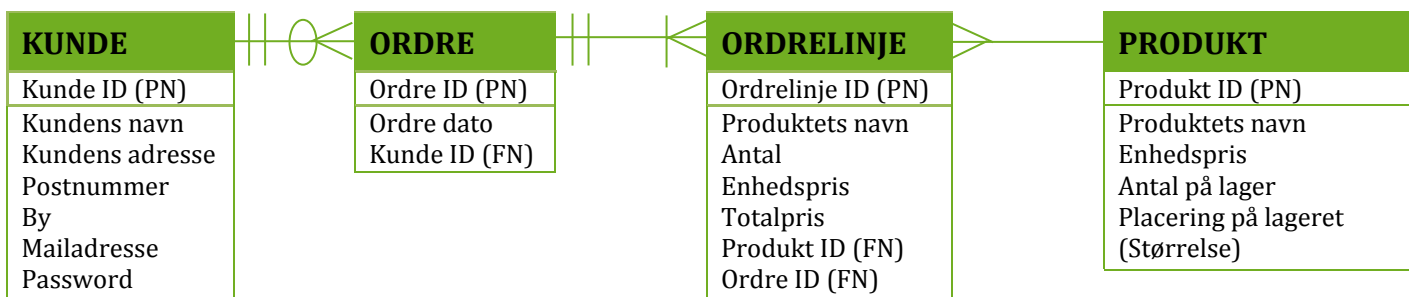 KUNDE
Kunde ID (PN)
Kundens navn
Kundens adresse
Postnummer
By
Mailadresse
Password
ORDRE
Ordre ID (PN)
Ordre dato
Kunde ID (FN)
ORDRELINJE
Ordrelinje ID (PN)
Produktets navn
Antal
Enhedspris
Totalpris
Produkt ID (FN)
Ordre ID (FN)
PRODUKT
Produkt ID (PN)
Produktets navn
Enhedspris
Antal på lager
Placering på lageret
(Størrelse)